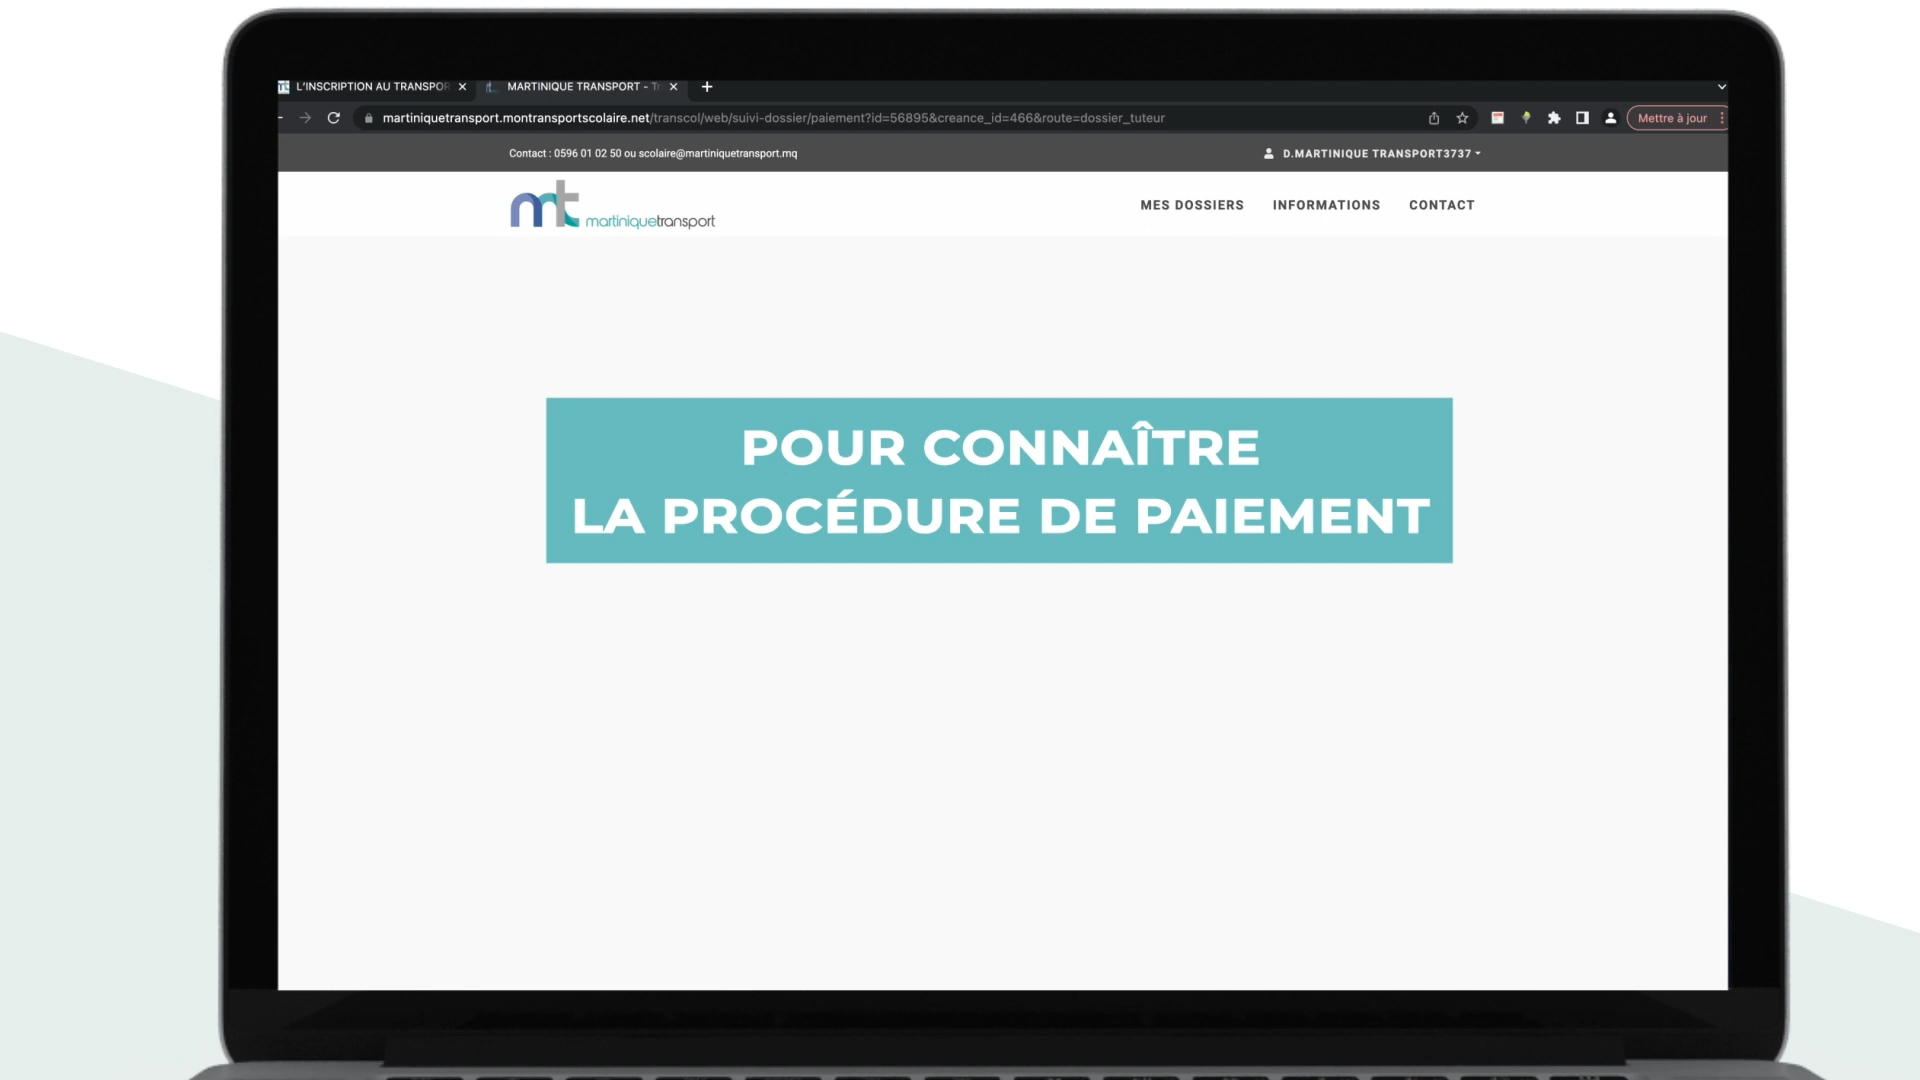 L'INSCRIPTION AU TRANSPOR
MARTINIQUE TRANSPORT - Tr
martiniquetransport.montransportscolaire.net/transcol/web/suivi-dossier/paiement?id=56895&creance_id=466&route=dossier_tuteur
Mettre à jour
Contact : 0596 01 02 50 ou scolaire@martiniquetransport.mq
D.MARTINIQUE TRANSPORT3737
mt martiniquetransport
MES DOSSIERS
INFORMATIONS
CONTACT
POUR CONNAÎTRE
LA PROCÉDURE DE PAIEMENT